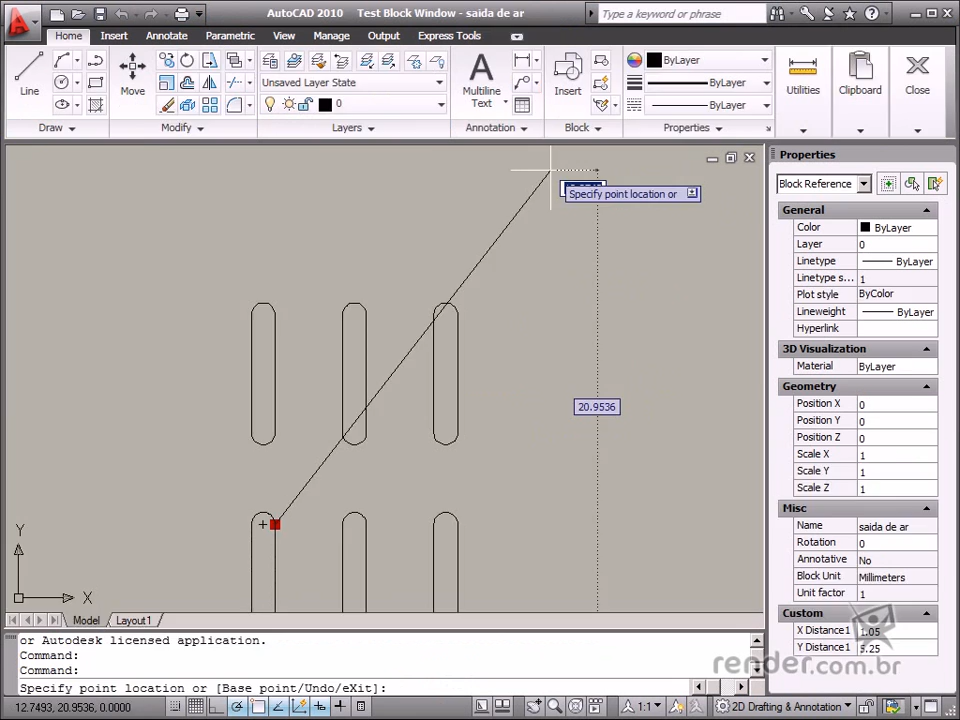 AutoCAD 2010 Test Block Window - saida de ar
Type a keyword or phrase
Home Insert Annotate Parametric View Manage Output Express Tools
Line
Move
Unsaved Layer State
0
Multiline
Text
Insert
ByLayer
ByLayer
ByLayer
Utilities
Clipboard
Close
Draw Modify Layers Annotation Block Properties
Specify point location or
20.9536
Y
X
Properties
Block Reference
General
Color ByLayer
Layer 0
Linetype ByLayer
Linetype s... 1
Plot style ByColor
Lineweight ByLayer
Hyperlink
3D Visualization
Material ByLayer
Geometry
Position X 0
Position Y 0
Position Z 0
Scale X 1
Scale Y 1
Scale Z 1
Misc
Name saida de ar
Rotation 0
Annotative No
Block Unit Millimeters
Unit factor 1
Custom
X Distance1 1.05
Y Distance1 5.25
render.com.br
Model Layout1
or Autodesk licensed application.
Command:
Command:
Specify point location or [Base point/Undo/eXit]:
12.7493, 20.9536, 0.0000
1:1
2D Drafting & Annotation